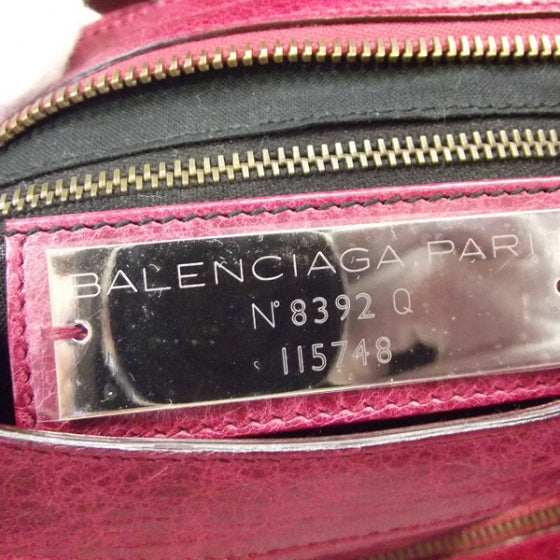 BALENCIAGA PARI
N° 8392 Q
115748